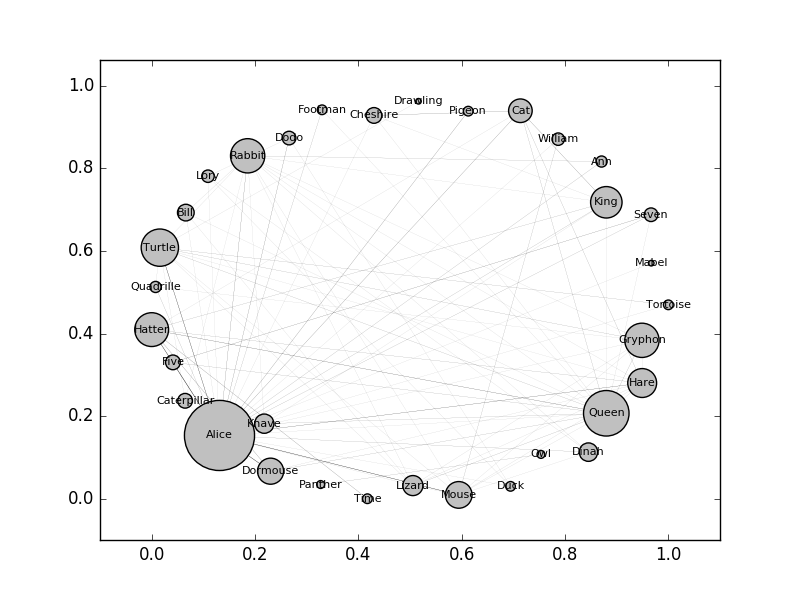 1.0
0.8
0.6
0.4
0.2
0.0
0.0
0.2
0.4
0.6
0.8
1.0
Drawling
Footman
Cheshire
Pigeon
Cat
Dodo
William
Rabbit
Ann
Lory
King
Bill
Seven
Turtle
Mabel
Quadrille
Tortoise
Hatter
Gryphon
Five
Hare
Caterpillar
Queen
Knave
Alice
Dinah
Owl
Dormouse
Panther
Lizard
Duck
Mouse
Time